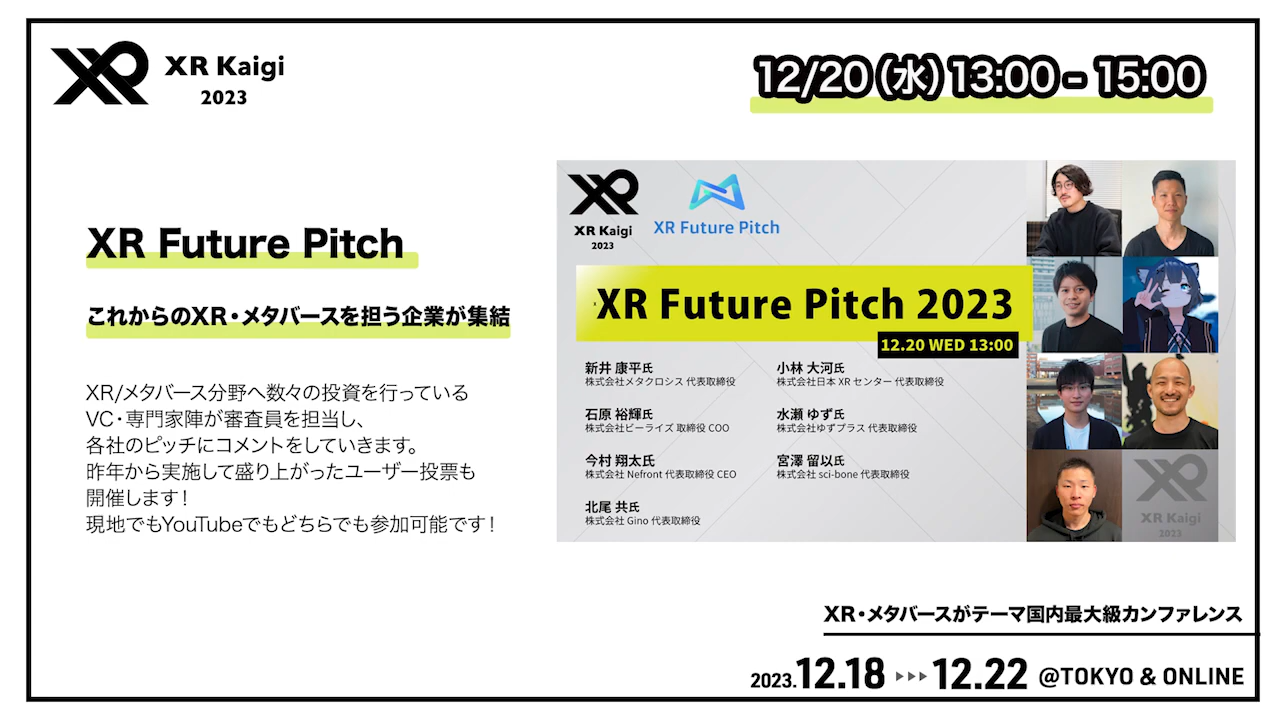 XR Kaigi
2023
12/20(水)13:00 - 15:00
XR Future Pitch
これからのXR・メタバースを担う企業が集結
XR/メタバース分野へ数々の投資を行っている
VC・専門家陣が審査員を担当し、
各社のピッチにコメントをしていきます。
昨年から実施して盛り上がったユーザー投票も
開催します！
現地でもYouTubeでもどちらでも参加可能です！
XR Kaigi
2023
XR Future Pitch
XR Future Pitch 2023
12.20 WED 13:00
新井 康平氏
株式会社メタクロシス 代表取締役
小林 大河氏
株式会社日本 XR センター 代表取締役
石原 裕輝氏
株式会社ビーライズ 取締役 COO
水瀬 ゆず氏
株式会社ゆずプラス 代表取締役
今村 翔太氏
株式会社 Nefront 代表取締役 CEO
宮澤 留以氏
株式会社 sci-bone 代表取締役
北尾 共氏
株式会社 Gino 代表取締役
XR Kaigi
2023
XR・メタバースがテーマ国内最大級カンファレンス
2023.12.18 ▸▸▸ 12.22 @TOKYO & ONLINE